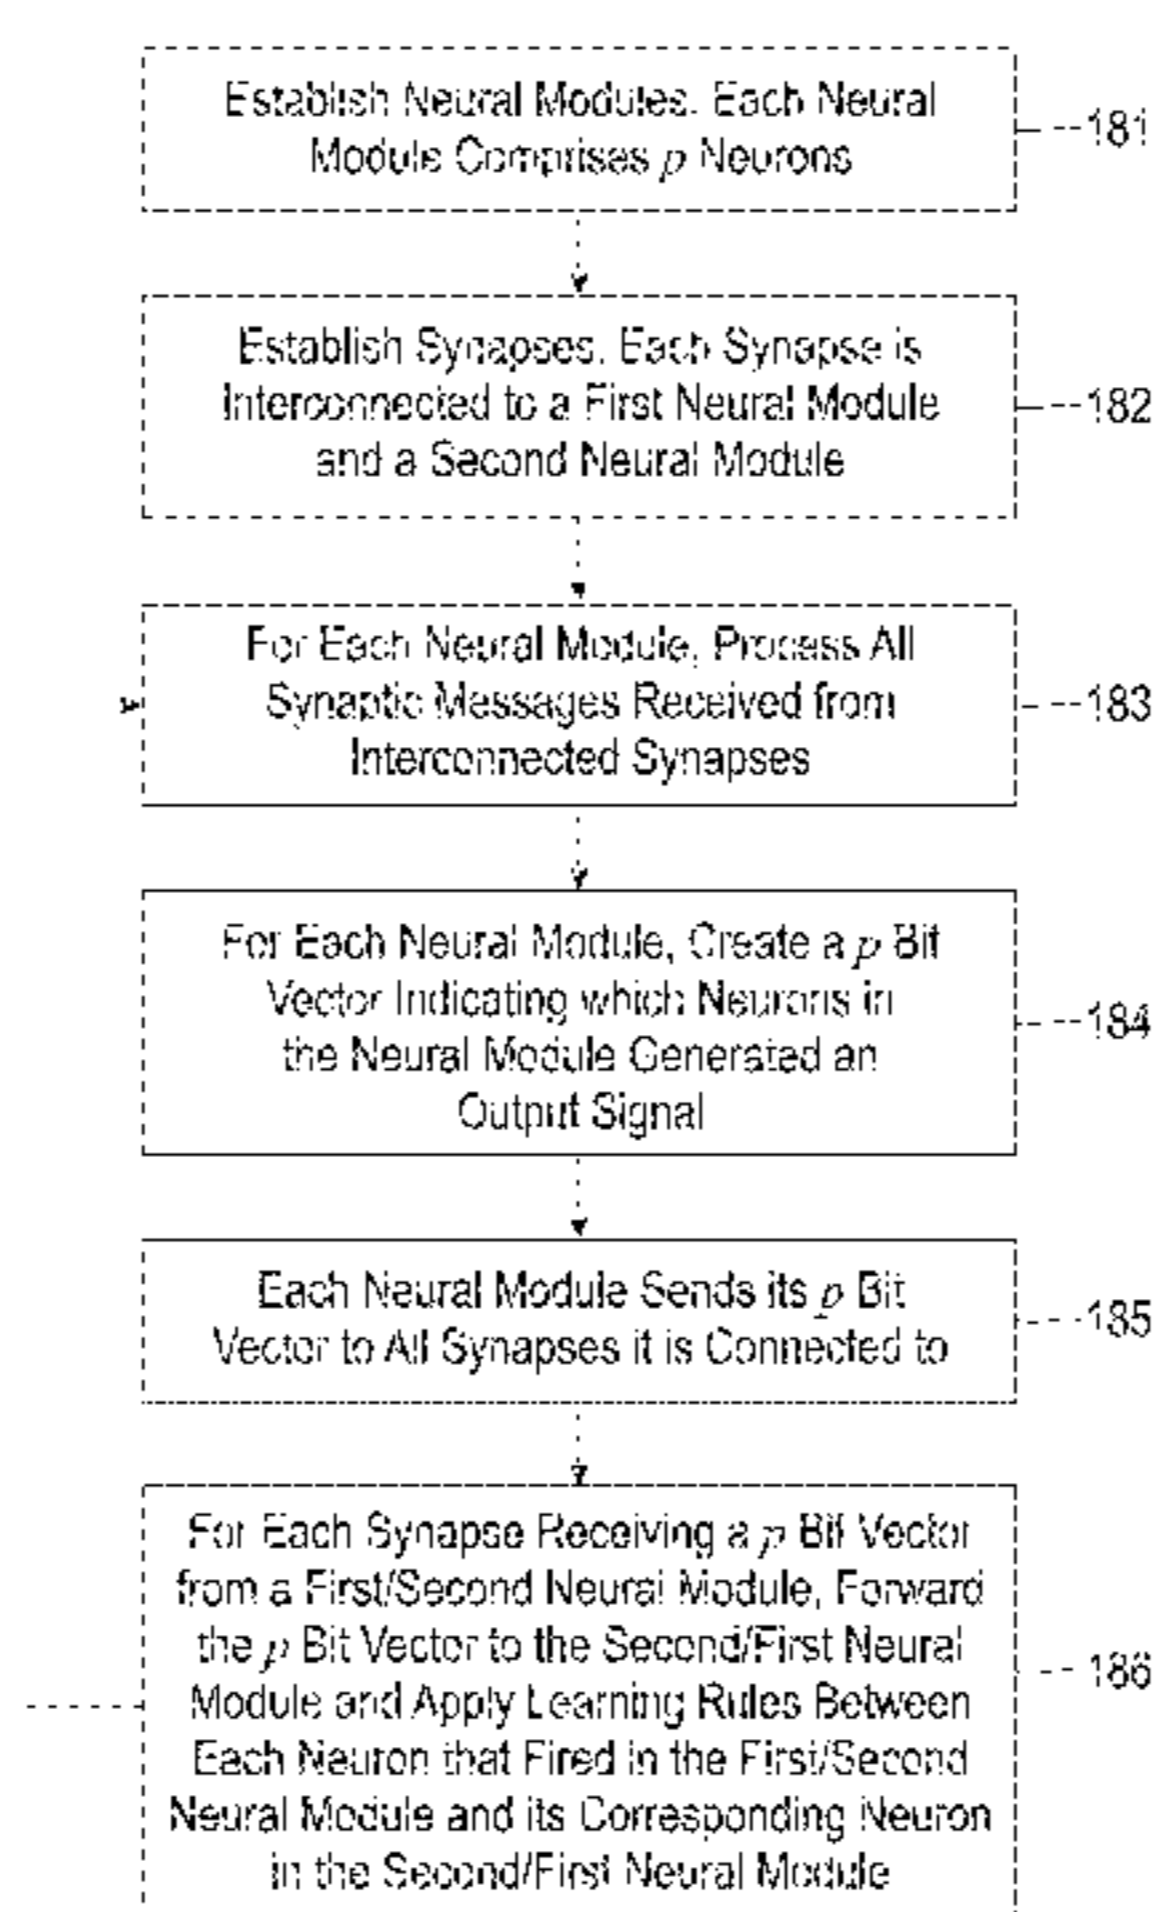 Establish Neural Modules. Each Neural
Module Comprises p Neurons
181
Establish Synapses. Each Synapse is
Interconnected to a First Neural Module
and a Second Neural Module
182
For Each Neural Module, Process All
Synaptic Messages Received from
Interconnected Synapses
183
For Each Neural Module, Create a p Bit
Vector Indicating which Neurons in
the Neural Module Generated an
Output Signal
184
Each Neural Module Sends its p Bit
Vector to All Synapses it is Connected to
185
For Each Synapse Receiving a p Bit Vector
from a First/Second Neural Module, Forward
the p Bit Vector to the Second/First Neural
Module and Apply Learning Rules Between
Each Neuron that Fired in the First/Second
Neural Module and its Corresponding Neuron
in the Second/First Neural Module
186